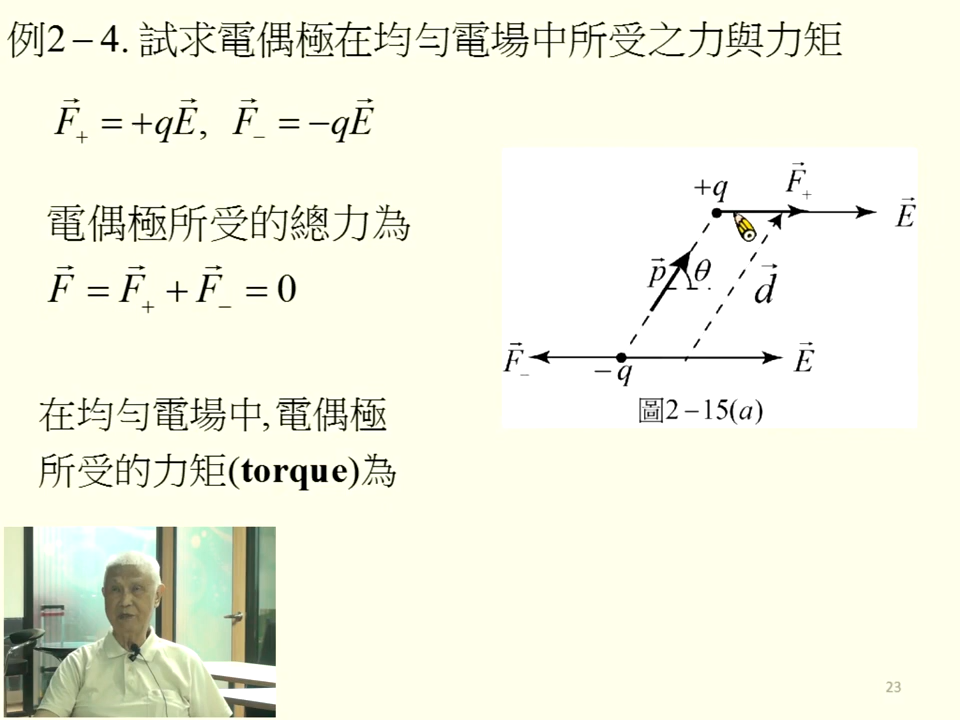 例2－4. 試求電偶極在均勻電場中所受之力與力矩
F⃗₊ = +qE⃗, F⃗₋ = −qE⃗
電偶極所受的總力為
F⃗ = F⃗₊ + F⃗₋ = 0
在均勻電場中,電偶極
所受的力矩(torque)為
+q F⃗₊
E⃗
p⃗ θ d⃗
F⃗₋ −q E⃗
圖2－15(a)
23